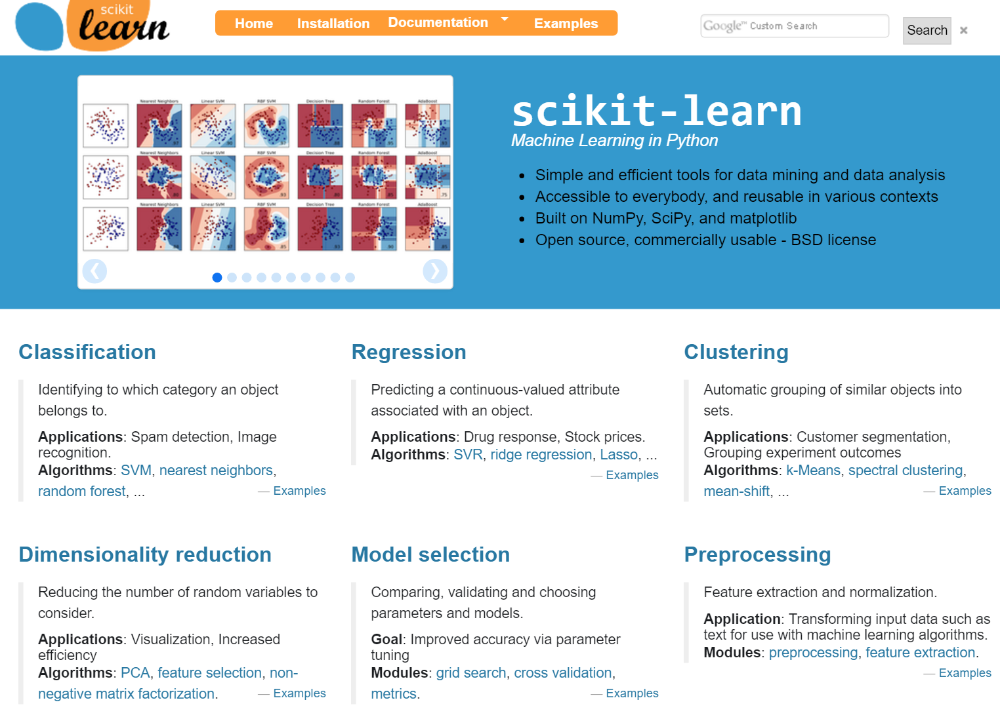 scikit
learn
Home Installation Documentation Examples
Google™ Custom Search
Search ×
Nearest Neighbors Linear SVM RBF SVM Decision Tree Random Forest AdaBoost
Nearest Neighbors Linear SVM RBF SVM Decision Tree Random Forest AdaBoost
Nearest Neighbors Linear SVM RBF SVM Decision Tree Random Forest AdaBoost
scikit-learn
Machine Learning in Python
• Simple and efficient tools for data mining and data analysis
• Accessible to everybody, and reusable in various contexts
• Built on NumPy, SciPy, and matplotlib
• Open source, commercially usable - BSD license
Classification
Identifying to which category an object
belongs to.
Applications: Spam detection, Image
recognition.
Algorithms: SVM, nearest neighbors,
random forest, ... — Examples
Regression
Predicting a continuous-valued attribute
associated with an object.
Applications: Drug response, Stock prices.
Algorithms: SVR, ridge regression, Lasso, ...
— Examples
Clustering
Automatic grouping of similar objects into
sets.
Applications: Customer segmentation,
Grouping experiment outcomes
Algorithms: k-Means, spectral clustering,
mean-shift, ... — Examples
Dimensionality reduction
Reducing the number of random variables to
consider.
Applications: Visualization, Increased
efficiency
Algorithms: PCA, feature selection, non-
negative matrix factorization. — Examples
Model selection
Comparing, validating and choosing
parameters and models.
Goal: Improved accuracy via parameter
tuning
Modules: grid search, cross validation,
metrics. — Examples
Preprocessing
Feature extraction and normalization.
Application: Transforming input data such as
text for use with machine learning algorithms.
Modules: preprocessing, feature extraction.
— Examples